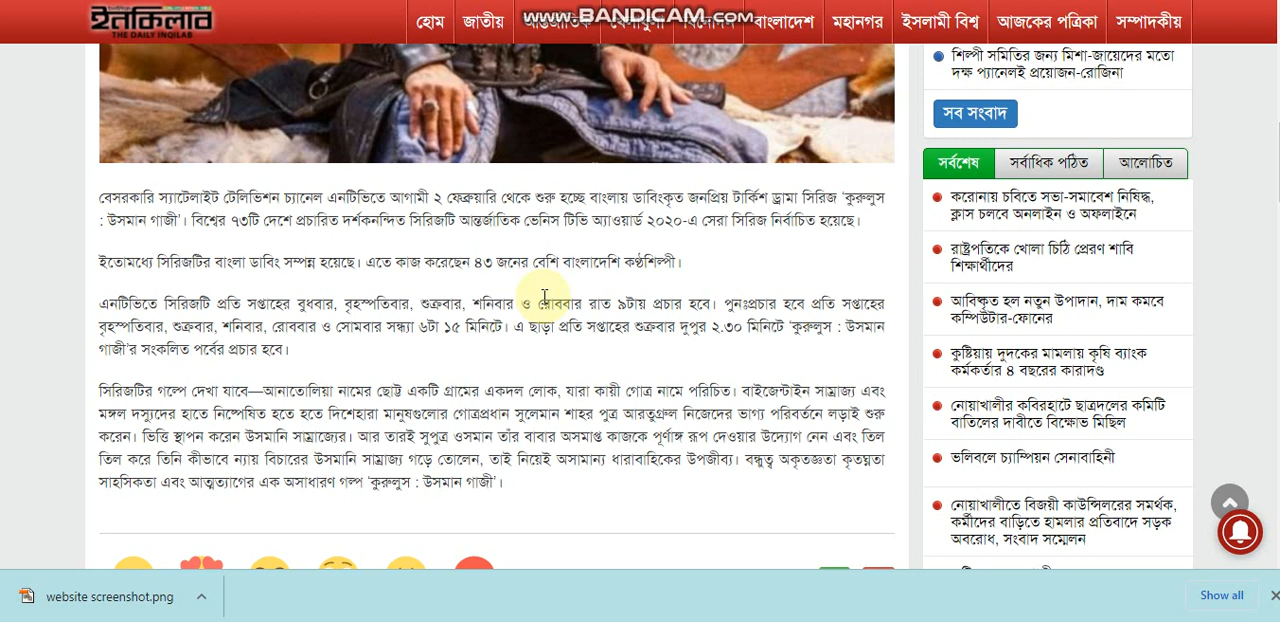 ইনকিলাব
THE DAILY INQILAB
হোম জাতীয় www.BANDICAM.com বাংলাদেশ মহানগর ইসলামী বিশ্ব আজকের পত্রিকা সম্পাদকীয়
শিল্পী সমিতির জন্য মিশা-জায়েদের মতো
দক্ষ প্যানেলই প্রয়োজন-রোজিনা
সব সংবাদ
বেসরকারি স্যাটেলাইট টেলিভিশন চ্যানেল এনটিভিতে আগামী ২ ফেব্রুয়ারি থেকে শুরু হচ্ছে বাংলায় ডাবিংকৃত জনপ্রিয় টার্কিশ ড্রামা সিরিজ ‘কুরুলুস
: উসমান গাজী’। বিশ্বের ৭৩টি দেশে প্রচারিত দর্শকনন্দিত সিরিজটি আন্তর্জাতিক ভেনিস টিভি অ্যাওয়ার্ড ২০২০-এ সেরা সিরিজ নির্বাচিত হয়েছে।
ইতোমধ্যে সিরিজটির বাংলা ডাবিং সম্পন্ন হয়েছে। এতে কাজ করেছেন ৪৩ জনের বেশি বাংলাদেশি কণ্ঠশিল্পী।
এনটিভিতে সিরিজটি প্রতি সপ্তাহের বুধবার, বৃহস্পতিবার, শুক্রবার, শনিবার ও রোববার রাত ৯টায় প্রচার হবে। পুনঃপ্রচার হবে প্রতি সপ্তাহের
বৃহস্পতিবার, শুক্রবার, শনিবার, রোববার ও সোমবার সন্ধ্যা ৬টা ১৫ মিনিটে। এ ছাড়া প্রতি সপ্তাহের শুক্রবার দুপুর ২.৩০ মিনিটে ‘কুরুলুস : উসমান
গাজী’র সংকলিত পর্বের প্রচার হবে।
সিরিজটির গল্পে দেখা যাবে—আনাতোলিয়া নামের ছোট্ট একটি গ্রামের একদল লোক, যারা কায়ী গোত্র নামে পরিচিত। বাইজেন্টাইন সাম্রাজ্য এবং
মঙ্গল দস্যুদের হাতে নিষ্পেষিত হতে হতে দিশেহারা মানুষগুলোর গোত্রপ্রধান সুলেমান শাহর পুত্র আরতুগ্রুল নিজেদের ভাগ্য পরিবর্তনে লড়াই শুরু
করেন। ভিত্তি স্থাপন করেন উসমানি সাম্রাজ্যের। আর তারই সুপুত্র ওসমান তাঁর বাবার অসমাপ্ত কাজকে পূর্ণাঙ্গ রূপ দেওয়ার উদ্যোগ নেন এবং তিল
তিল করে তিনি কীভাবে ন্যায় বিচারের উসমানি সাম্রাজ্য গড়ে তোলেন, তাই নিয়েই অসামান্য ধারাবাহিকের উপজীব্য। বন্ধুত্ব অকৃতজ্ঞতা কৃতঘ্নতা
সাহসিকতা এবং আত্মত্যাগের এক অসাধারণ গল্প ‘কুরুলুস : উসমান গাজী’।
সর্বশেষ সর্বাধিক পঠিত আলোচিত
করোনায় চবিতে সভা-সমাবেশ নিষিদ্ধ,
ক্লাস চলবে অনলাইন ও অফলাইনে
রাষ্ট্রপতিকে খোলা চিঠি প্রেরণ শাবি
শিক্ষার্থীদের
আবিষ্কৃত হল নতুন উপাদান, দাম কমবে
কম্পিউটার-ফোনের
কুষ্টিয়ায় দুদকের মামলায় কৃষি ব্যাংক
কর্মকর্তার ৪ বছরের কারাদণ্ড
নোয়াখালীর কবিরহাটে ছাত্রদলের কমিটি
বাতিলের দাবীতে বিক্ষোভ মিছিল
ভলিবলে চ্যাম্পিয়ন সেনাবাহিনী
নোয়াখালীতে বিজয়ী কাউন্সিলরের সমর্থক,
কর্মীদের বাড়িতে হামলার প্রতিবাদে সড়ক
অবরোধ, সংবাদ সম্মেলন
website screenshot.png
Show all